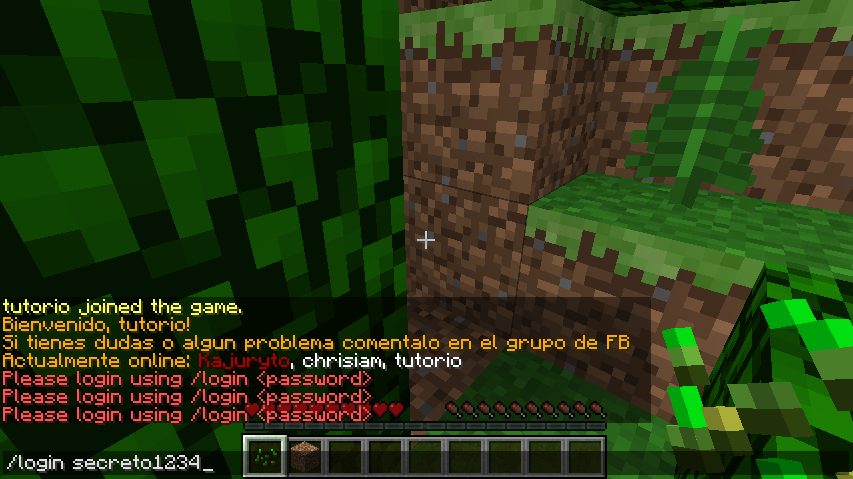 tutorio joined the game.
Bienvenido, tutorio!
Si tienes dudas o algun problema comentalo en el grupo de FB
Actualmente online: Kajuryto, chrisiam, tutorio
Please login using /login <password>
Please login using /login <password>
Please login using /login <password>
/login secreto1234_